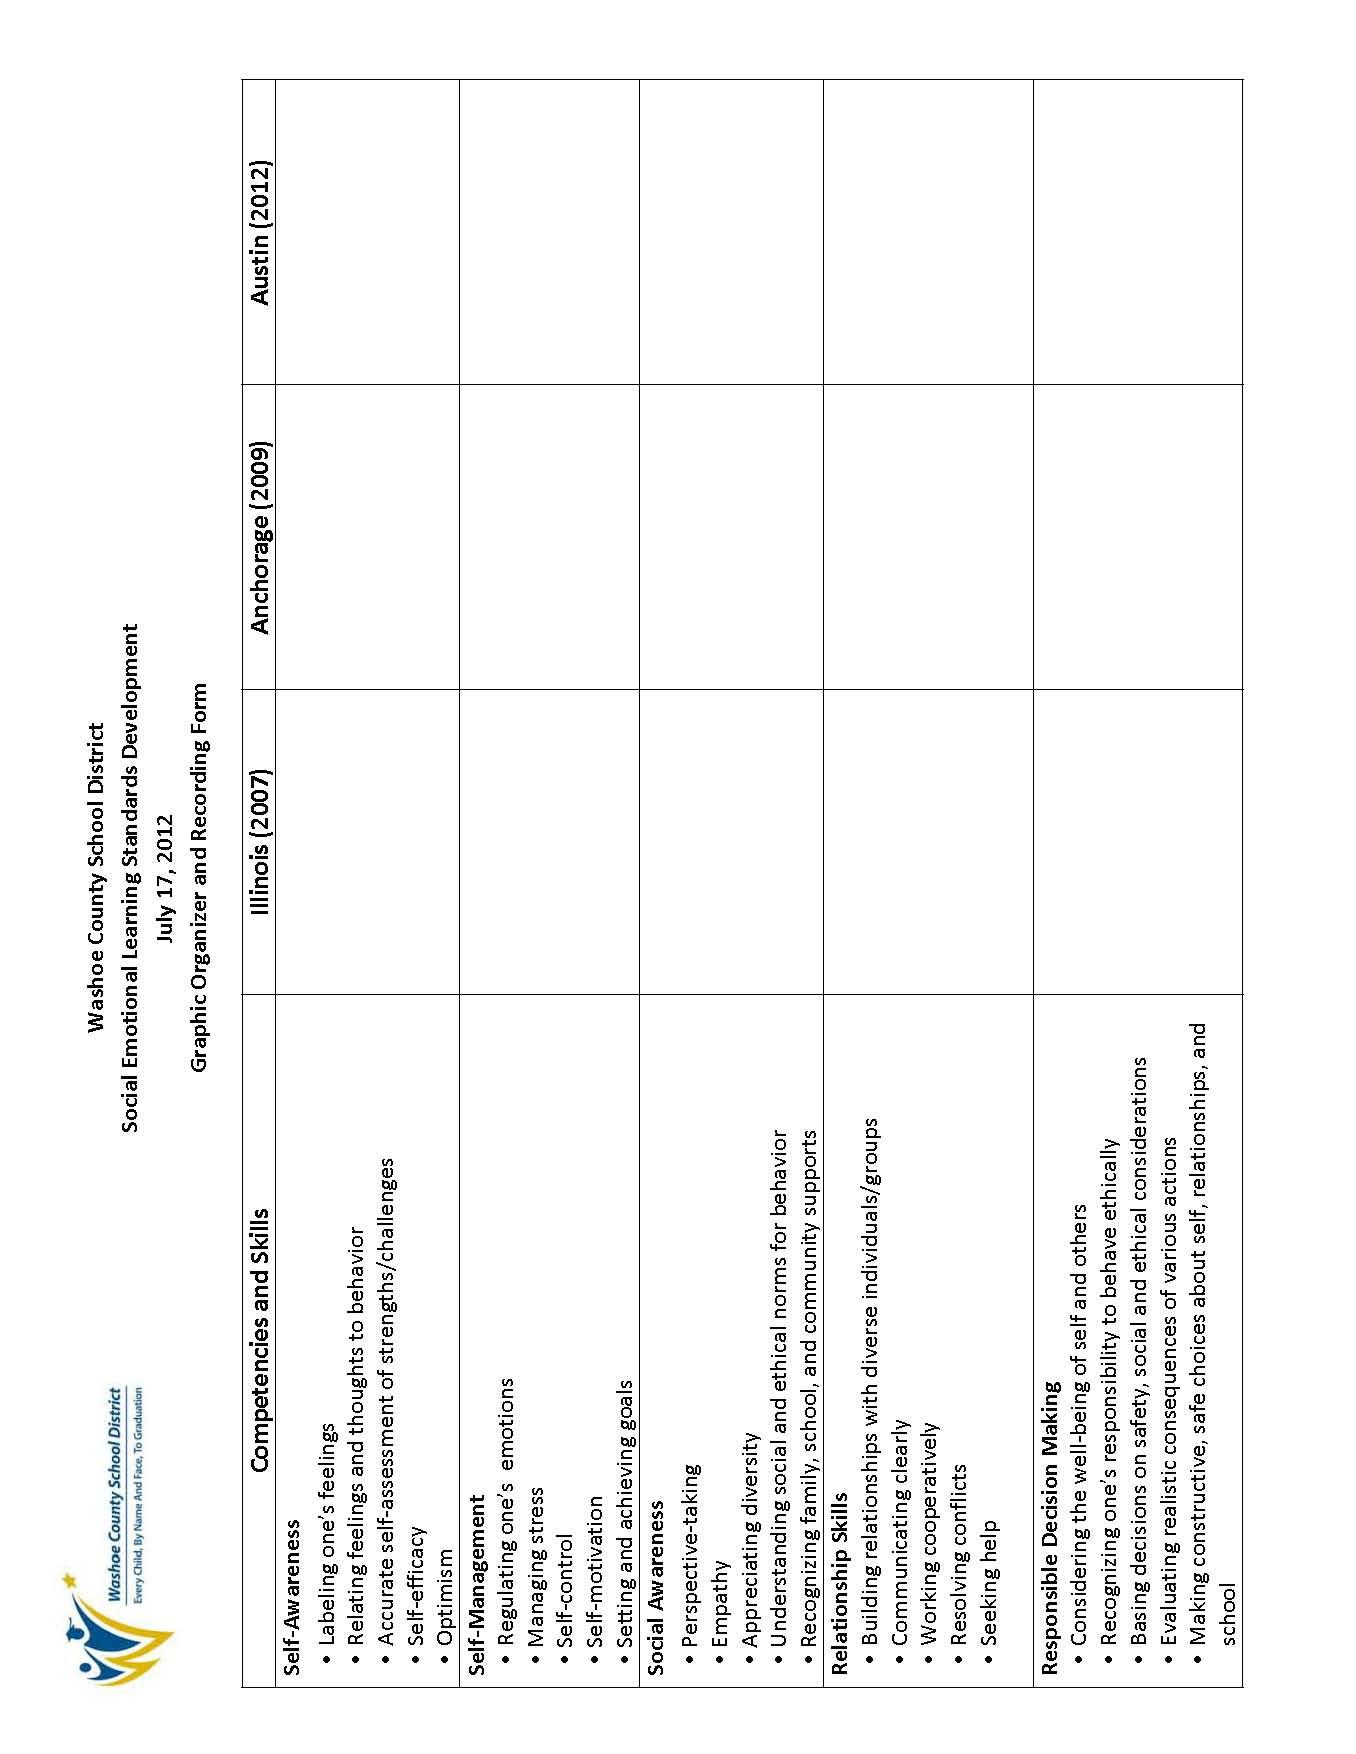 Washoe County School District
Every Child, By Name And Face, To Graduation
Washoe County School District
Social Emotional Learning Standards Development
July 17, 2012
Graphic Organizer and Recording Form
Competencies and Skills
Illinois (2007)
Anchorage (2009)
Austin (2012)
Self-Awareness
• Labeling one's feelings
• Relating feelings and thoughts to behavior
• Accurate self-assessment of strengths/challenges
• Self-efficacy
• Optimism
Self-Management
• Regulating one's  emotions
• Managing stress
• Self-control
• Self-motivation
• Setting and achieving goals
Social Awareness
• Perspective-taking
• Empathy
• Appreciating diversity
• Understanding social and ethical norms for behavior
• Recognizing family, school, and community supports
Relationship Skills
• Building relationships with diverse individuals/groups
• Communicating clearly
• Working cooperatively
• Resolving conflicts
• Seeking help
Responsible Decision Making
• Considering the well-being of self and others
• Recognizing one's responsibility to behave ethically
• Basing decisions on safety, social and ethical considerations
• Evaluating realistic consequences of various actions
• Making constructive, safe choices about self, relationships, and
school